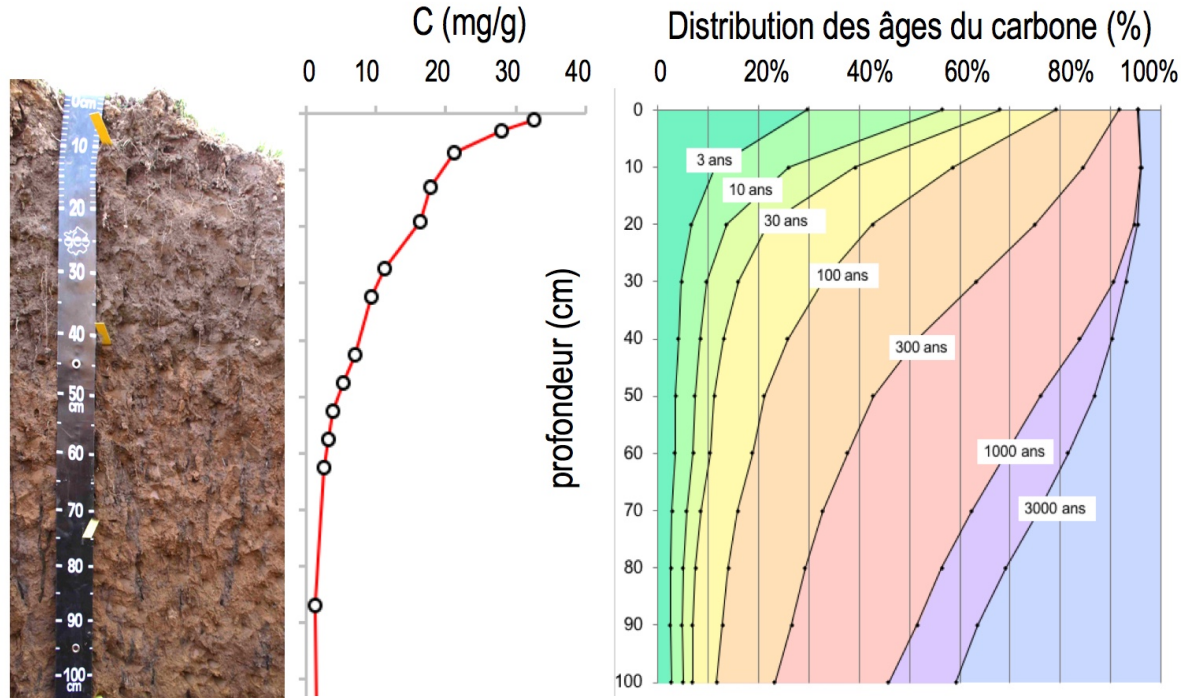 C (mg/g)
0 10 20 30 40
Distribution des âges du carbone (%)
0 20% 40% 60% 80% 100%
0cm
10
20
30
40
50
cm
60
70
80
90
100
cm
profondeur (cm)
0
10
20
30
40
50
60
70
80
90
100
3 ans
10 ans
30 ans
100 ans
300 ans
1000 ans
3000 ans